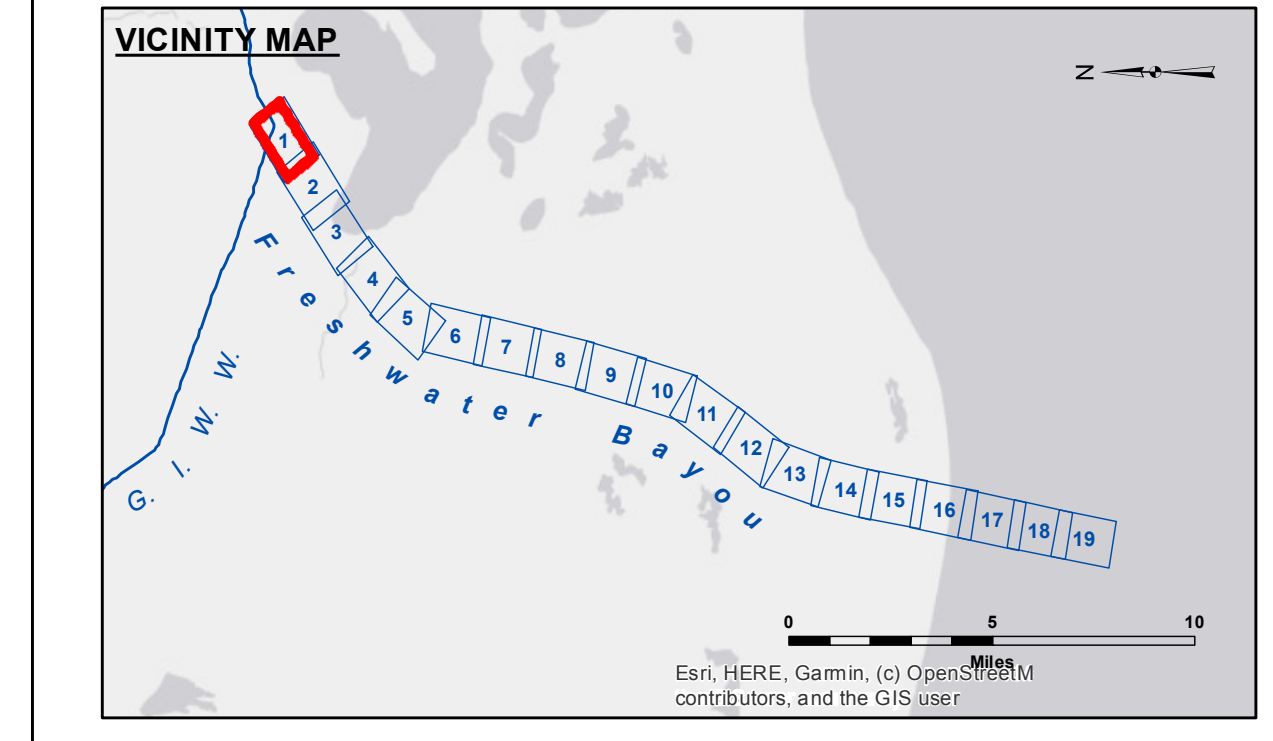 VICINITY MAP
N
1
2
3
4
5
6
7
8
9
10
11
12
13
14
15
16
17
18
19
Freshwater Bayou
G. I. W. W.
0 5 10
Miles
Esri, HERE, Garmin, (c) OpenStreetM
contributors, and the GIS user